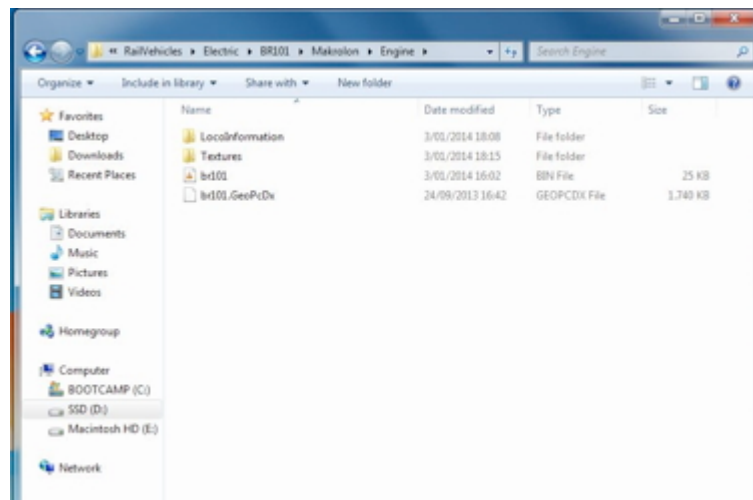 « RailVehicles ▸ Electric ▸ BR101 ▸ Makrolon ▸ Engine ▸
Search Engine
Organize Include in library Share with New folder
Name Date modified Type Size
LocoInformation 3/01/2014 18:08 File folder
Textures 3/01/2014 18:15 File folder
br101 3/01/2014 16:02 BIN File 25 KB
br101.GeoPcDx 24/09/2013 16:42 GEOPCDX File 1.740 KB
Favorites
Desktop
Downloads
Recent Places
Libraries
Documents
Music
Pictures
Videos
Homegroup
Computer
BOOTCAMP (C:)
SSD (D:)
Macintosh HD (E:)
Network